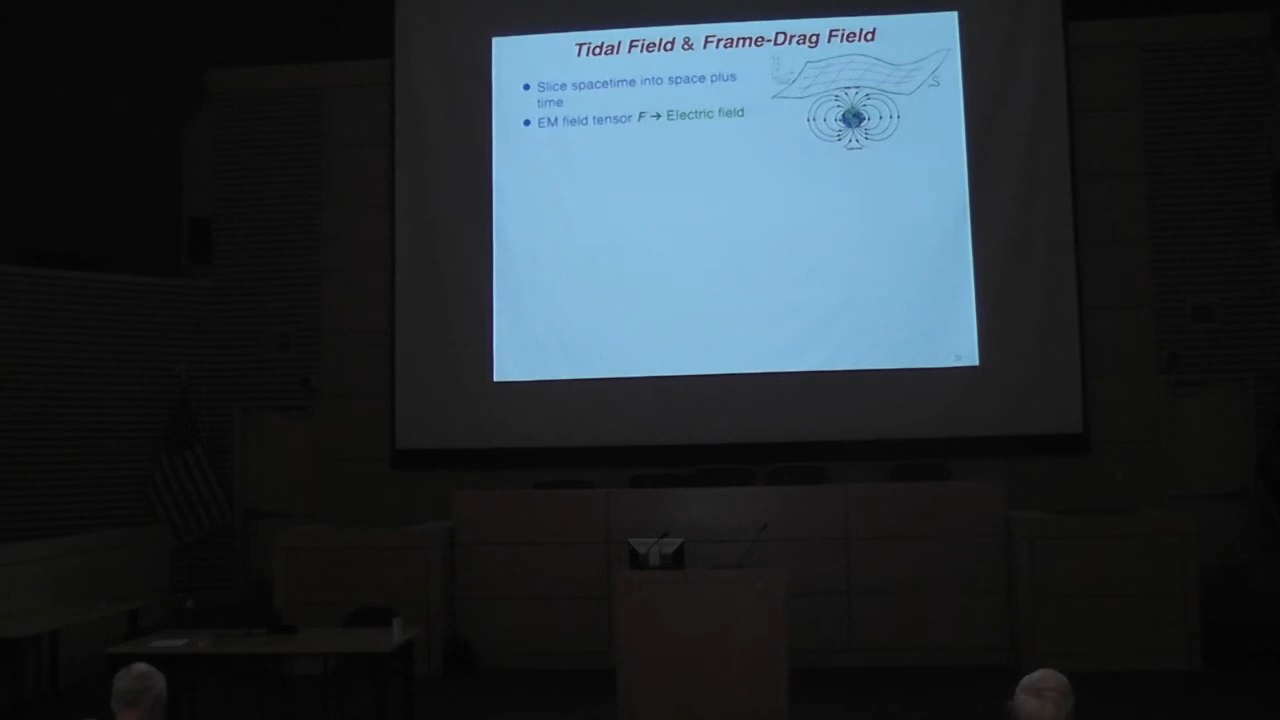 Tidal Field & Frame-Drag Field
• Slice spacetime into space plus
time
• EM field tensor F → Electric field
S